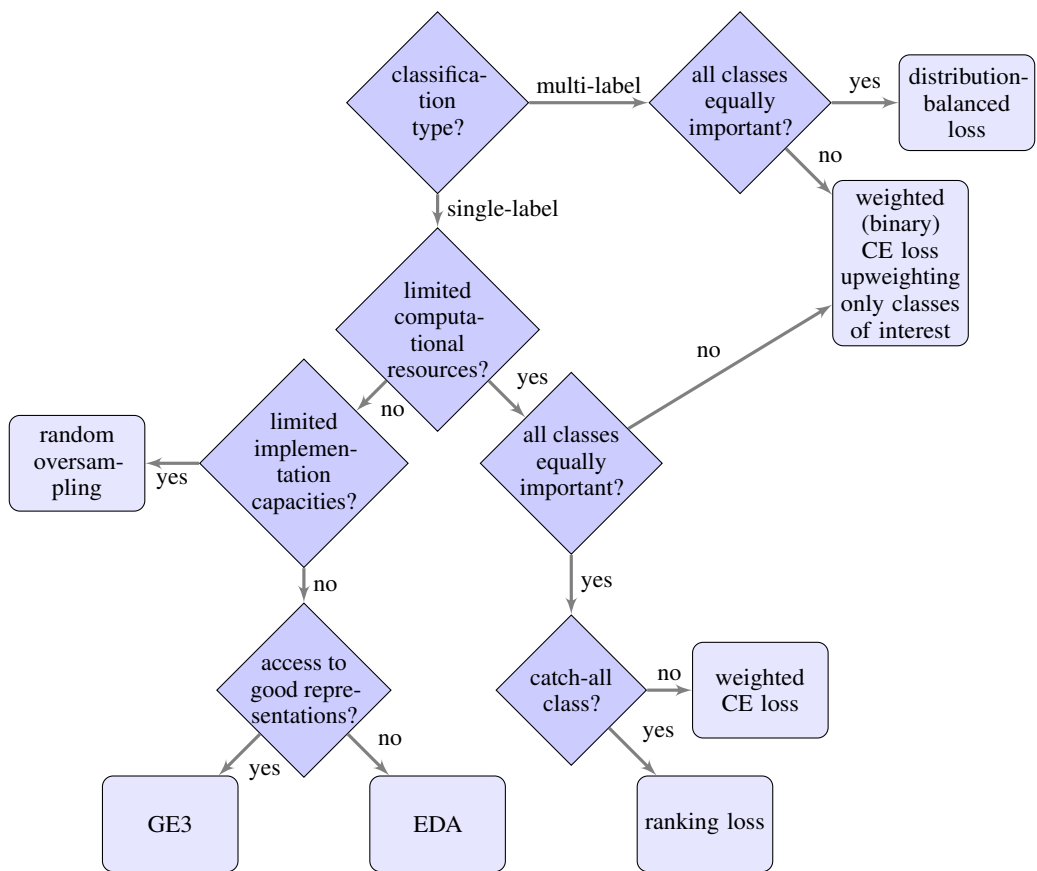 classifica-
tion
type?
multi-label
all classes
equally
important?
yes
distribution-
balanced
loss
no
weighted
(binary)
CE loss
upweighting
only classes
of interest
single-label
limited
computa-
tional
resources?
no
yes
no
limited
implemen-
tation
capacities?
yes
random
oversam-
pling
all classes
equally
important?
no
yes
access to
good repre-
sentations?
yes
no
GE3
EDA
catch-all
class?
no
weighted
CE loss
yes
ranking loss